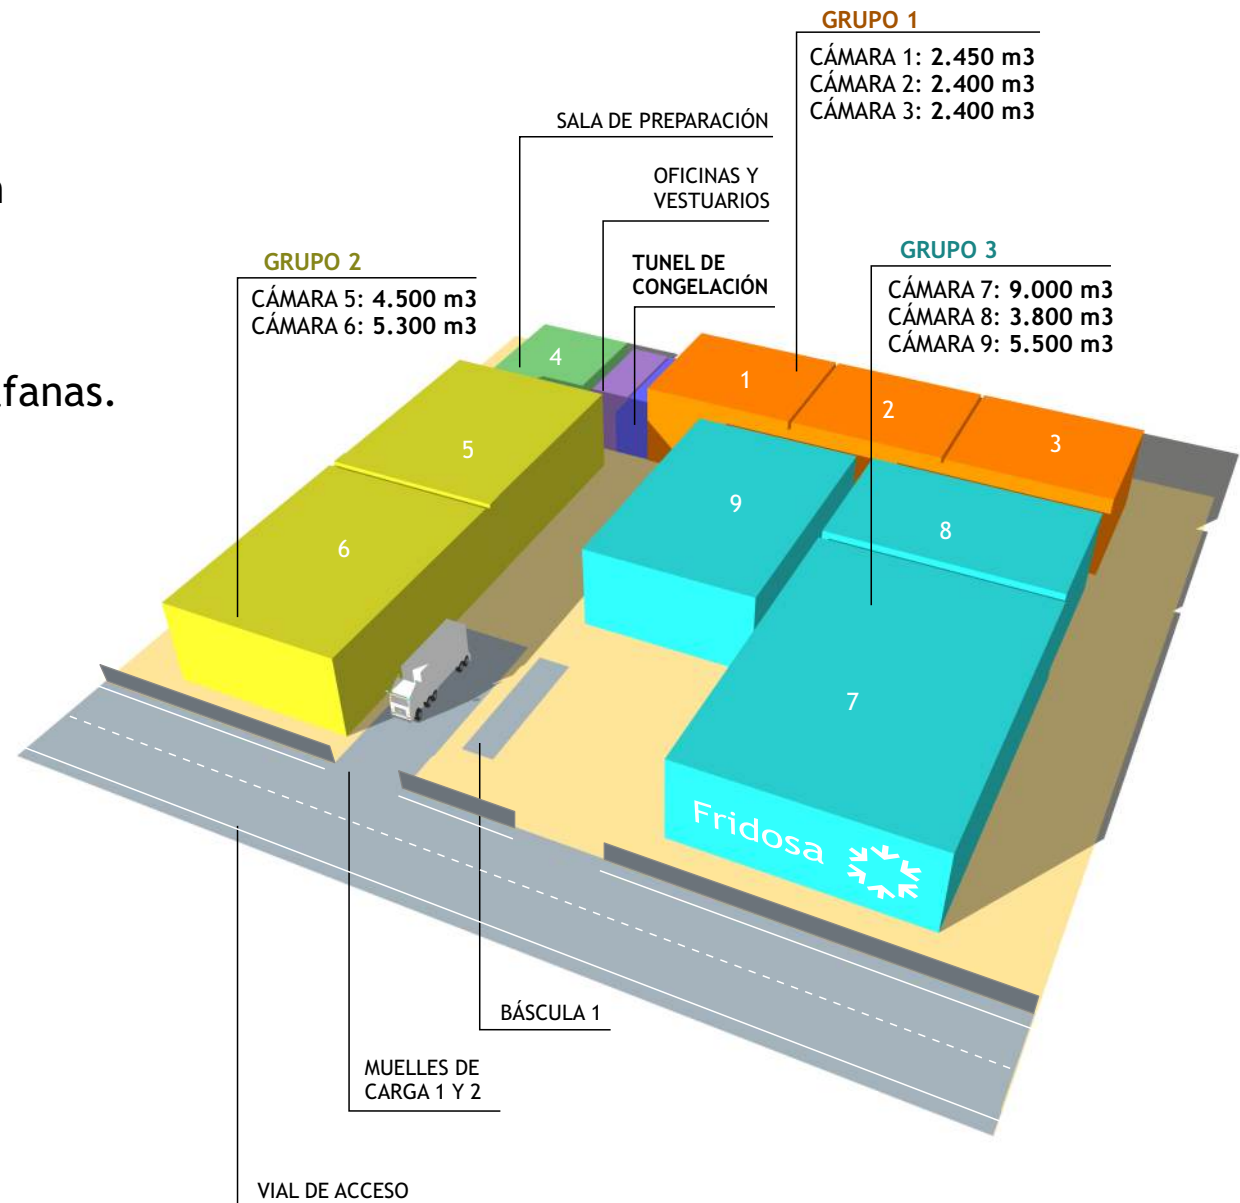 GRUPO 1
CÁMARA 1: 2.450 m3
CÁMARA 2: 2.400 m3
CÁMARA 3: 2.400 m3
SALA DE PREPARACIÓN
OFICINAS Y
VESTUARIOS
GRUPO 2
CÁMARA 5: 4.500 m3
CÁMARA 6: 5.300 m3
TUNEL DE
CONGELACIÓN
GRUPO 3
CÁMARA 7: 9.000 m3
CÁMARA 8: 3.800 m3
CÁMARA 9: 5.500 m3
fanas.
4
1
2
3
5
9
8
6
7
Fridosa
BÁSCULA 1
MUELLES DE
CARGA 1 Y 2
VIAL DE ACCESO